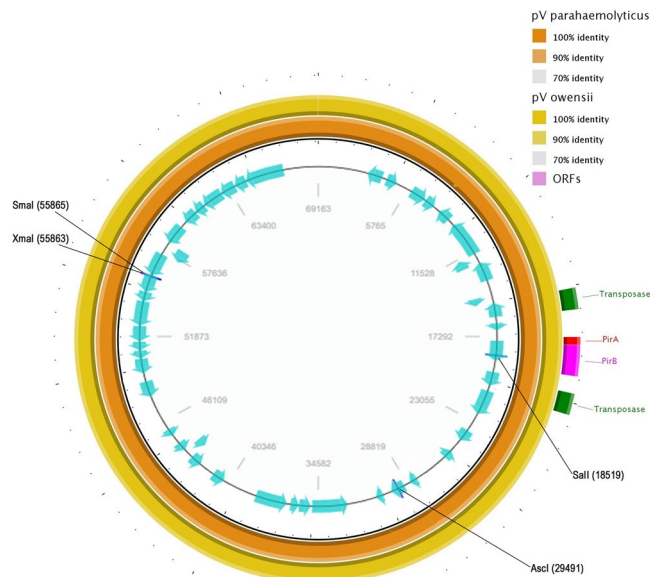 pV parahaemolyticus
100% identity
90% identity
70% identity
pV owensii
100% identity
90% identity
70% identity
ORFs
69163
5765
63400
SmaI (55865)
XmaI (55863)
57636
11528
Transposase
51873
17292
PirA
PirB
46109
23055
Transposase
40346
28819
34582
SalI (18519)
AscI (29491)